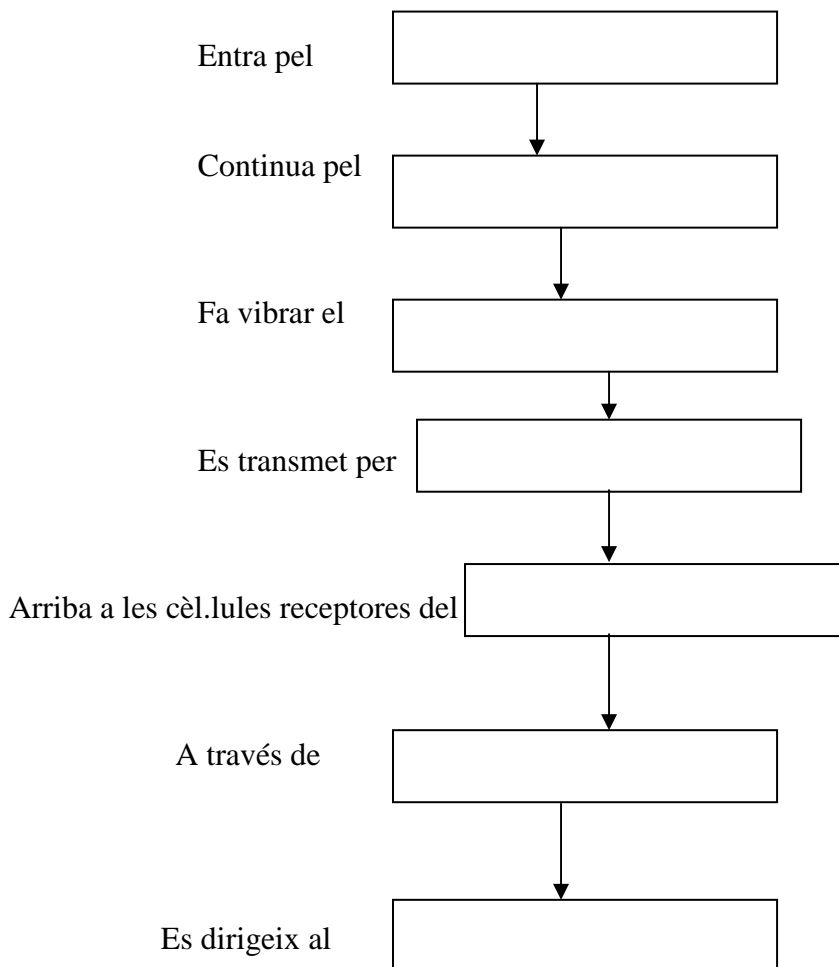 Entra pel
Continua pel
Fa vibrar el
Es transmet per
Arriba a les cèl.lules receptores del
A través de
Es dirigeix al